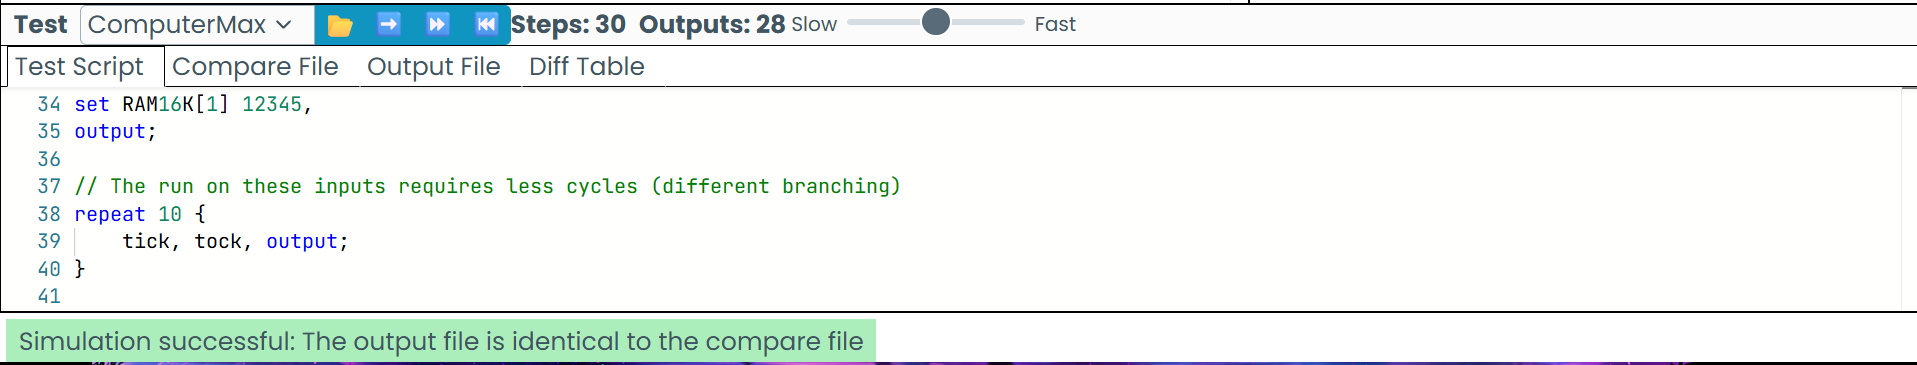 Test ComputerMax Steps: 30 Outputs: 28 Slow Fast
Test Script Compare File Output File Diff Table
34 set RAM16K[1] 12345,
35 output;
36
37 // The run on these inputs requires less cycles (different branching)
38 repeat 10 {
39     tick, tock, output;
40 }
41
Simulation successful: The output file is identical to the compare file